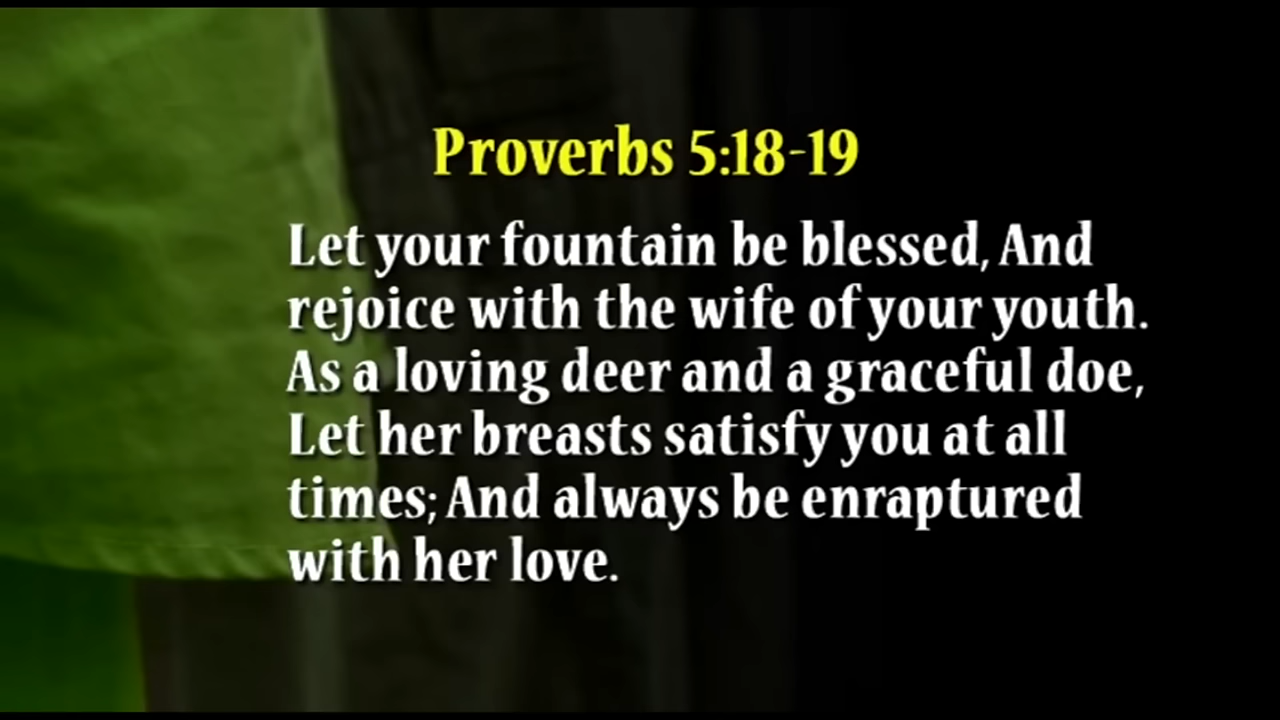 Proverbs 5:18-19
Let your fountain be blessed, And
rejoice with the wife of your youth.
As a loving deer and a graceful doe,
Let her breasts satisfy you at all
times; And always be enraptured
with her love.